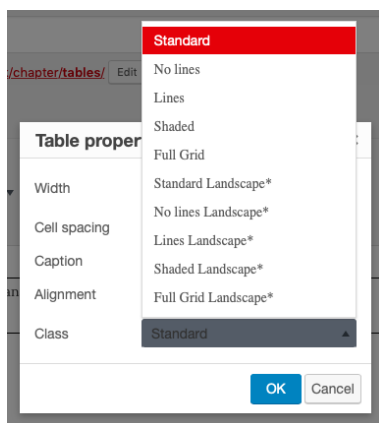 Standard
No lines
/chapter/tables/ Edit
Lines
Shaded
Table proper
Full Grid
Width
Standard Landscape*
No lines Landscape*
Cell spacing
Lines Landscape*
Caption
Shaded Landscape*
Alignment
Full Grid Landscape*
Class
Standard
OK
Cancel